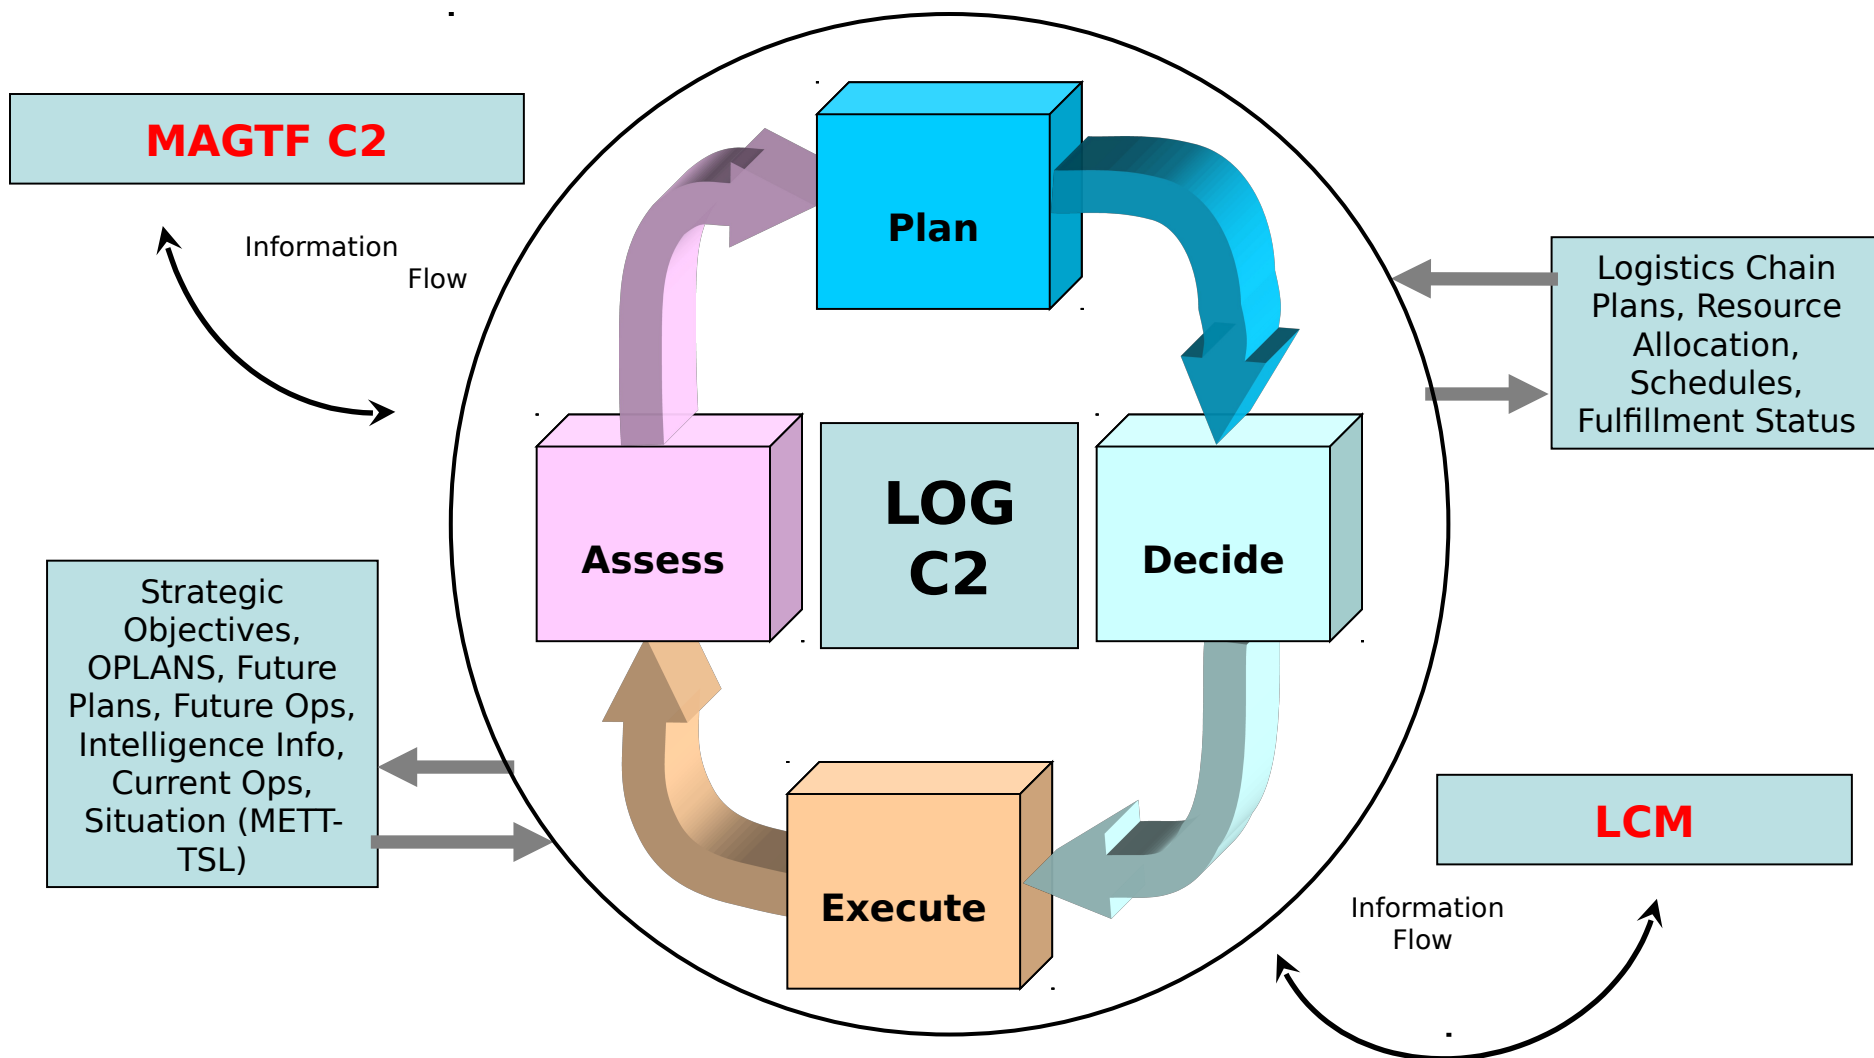 MAGTF C2
Information
Flow
Plan
Logistics Chain
Plans, Resource
Allocation,
Schedules,
Fulfillment Status
Assess
LOG
C2
Decide
Strategic
Objectives,
OPLANS, Future
Plans, Future Ops,
Intelligence Info,
Current Ops,
Situation (METT-
TSL)
Execute
LCM
Information
Flow